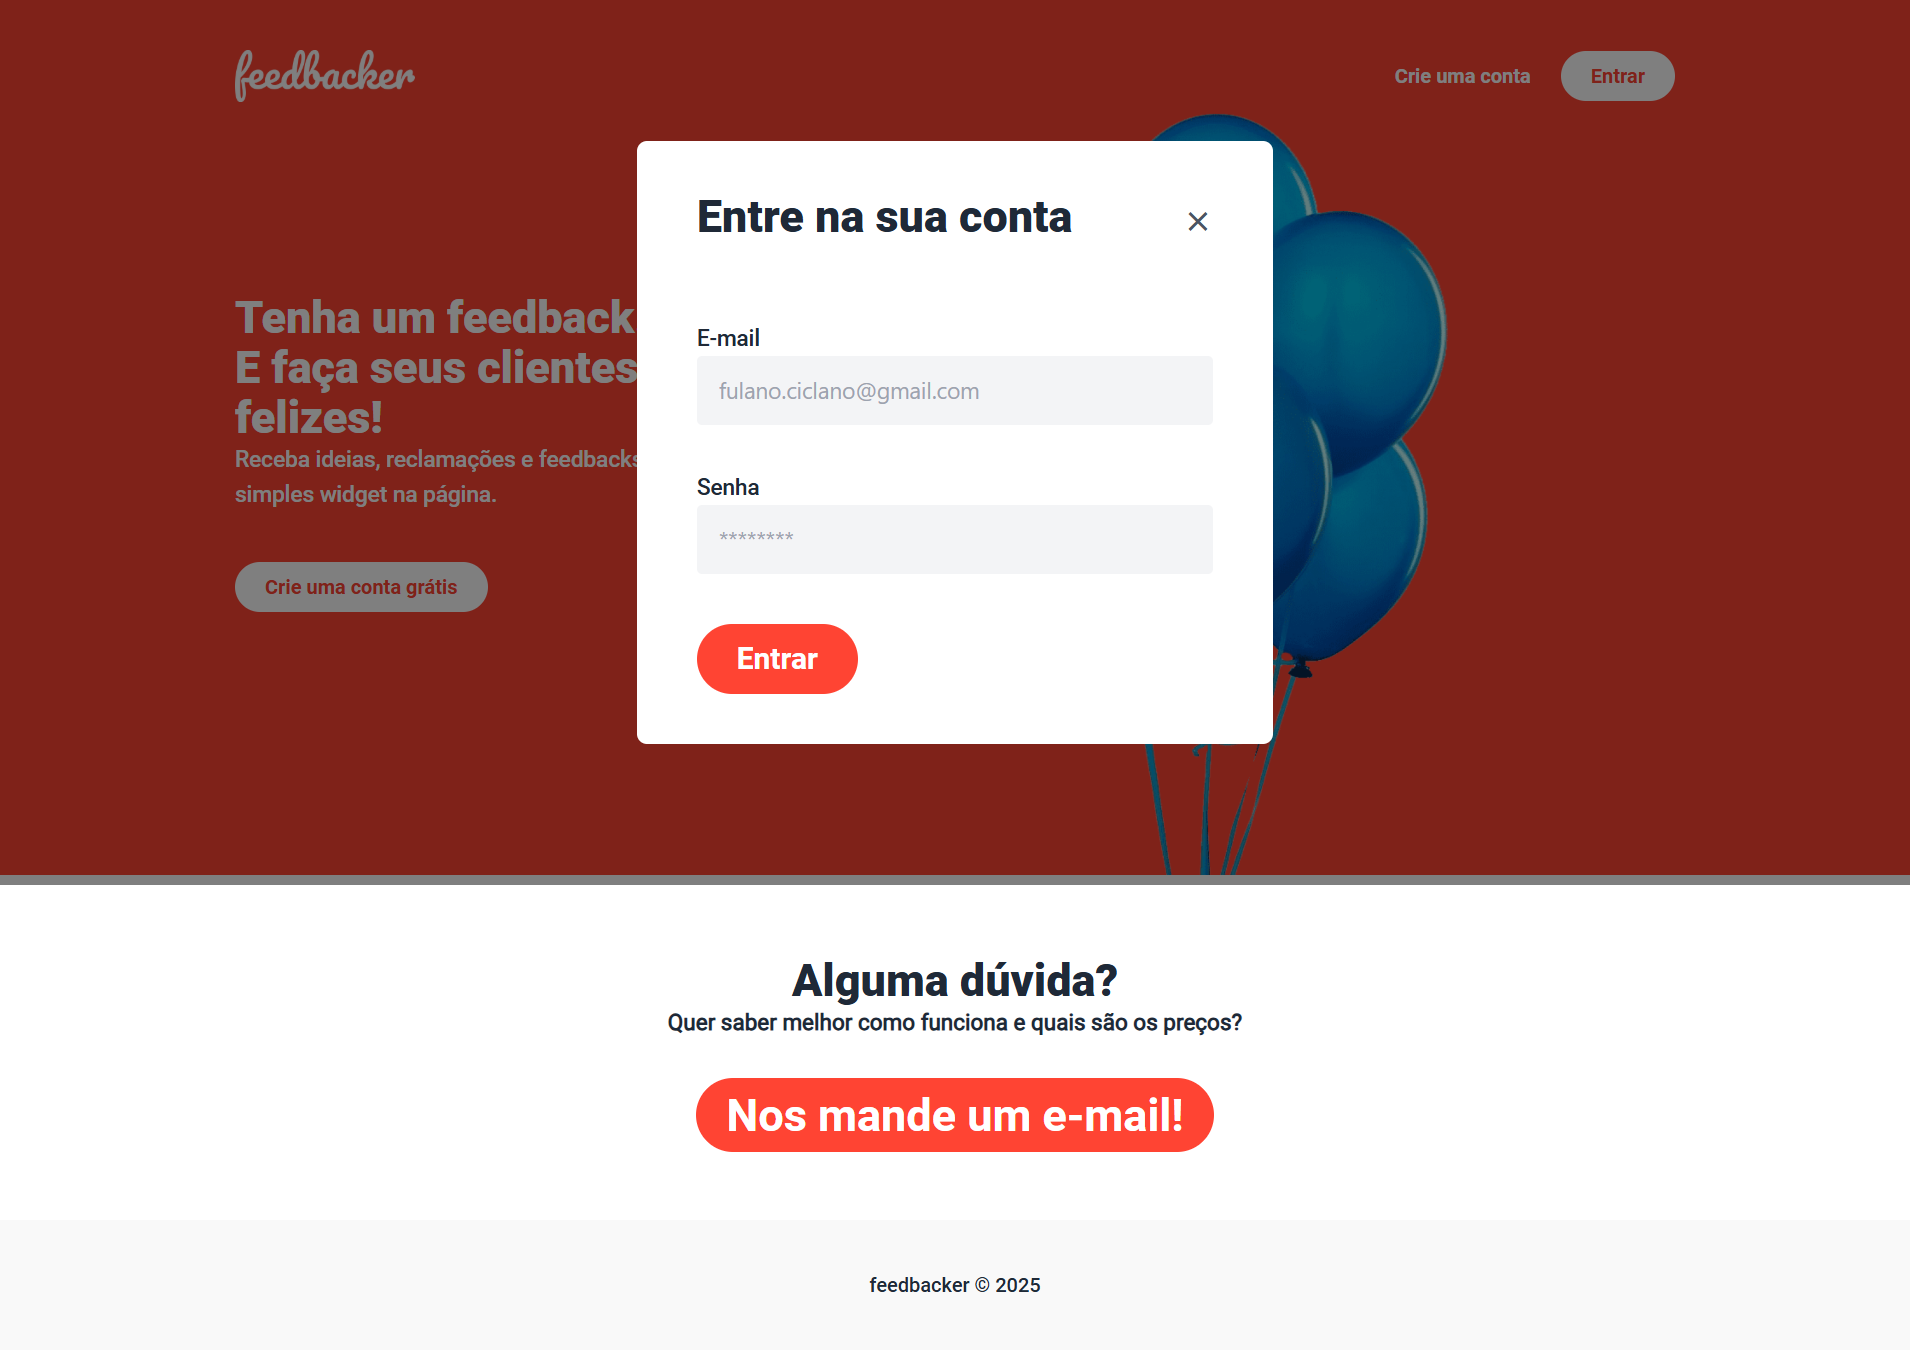 feedbacker
Crie uma conta
Entrar
Entre na sua conta
×
Tenha um feedback
E faça seus clientes
felizes!
Receba ideias, reclamações e feedbacks
simples widget na página.
Crie uma conta grátis
E-mail
fulano.ciclano@gmail.com
Senha
********
Entrar
Alguma dúvida?
Quer saber melhor como funciona e quais são os preços?
Nos mande um e-mail!
feedbacker © 2025